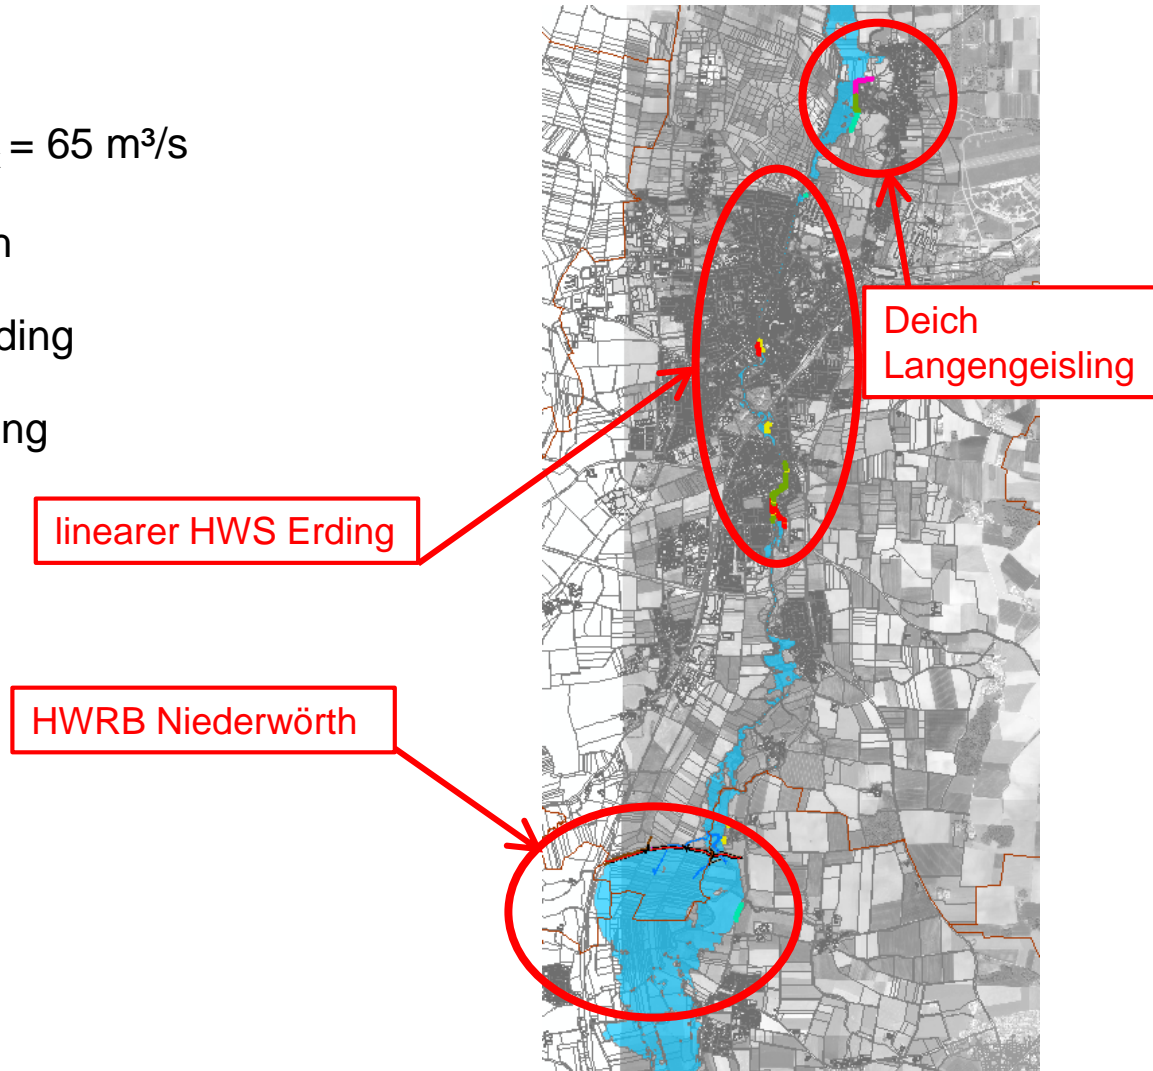 = 65 m³/s
n
ding
ng
Deich
Langengeisling
linearer HWS Erding
HWRB Niederwörth